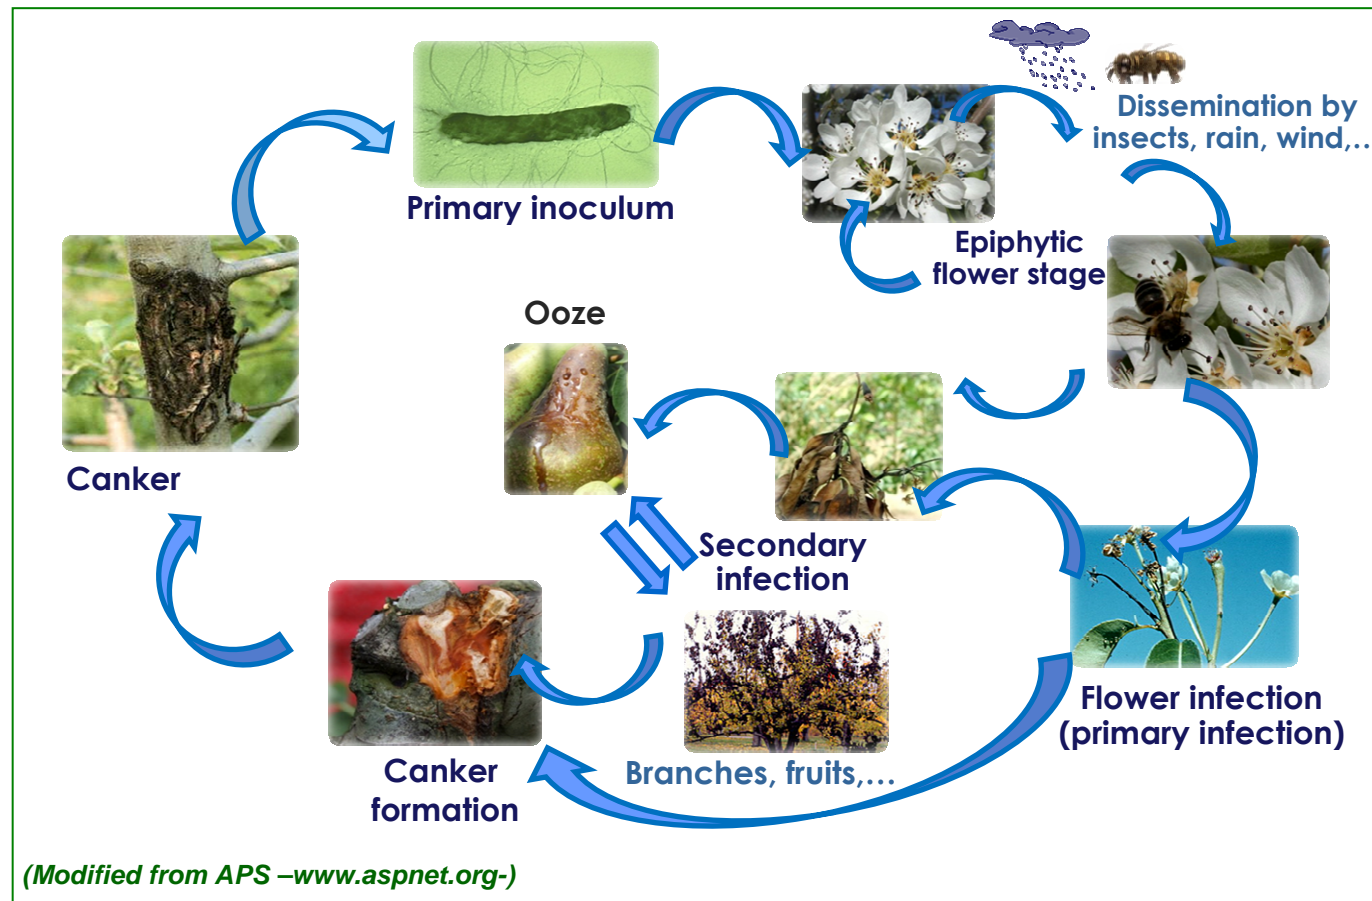 Dissemination by
insects, rain, wind,…
Primary inoculum
Epiphytic
flower stage
Ooze
Canker
Secondary
infection
Flower infection
(primary infection)
Canker
formation
Branches, fruits,…
(Modified from APS –www.aspnet.org-)